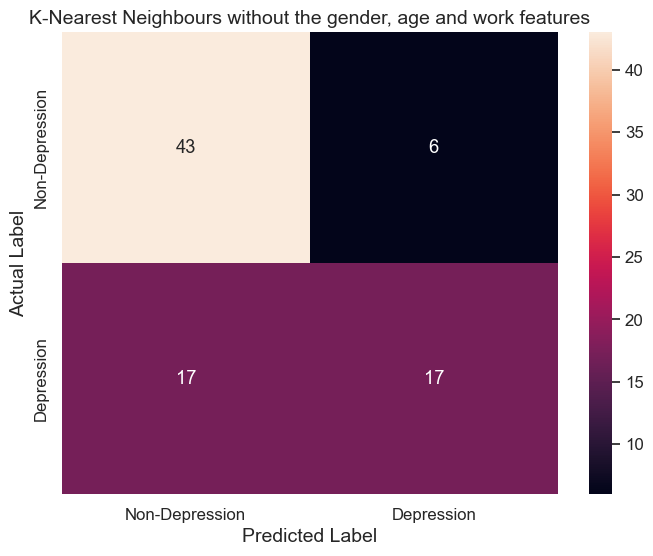 K-Nearest Neighbours without the gender, age and work features
Actual Label
Non-Depression
Depression
43
6
17
17
Non-Depression
Depression
Predicted Label
40
35
30
25
20
15
10